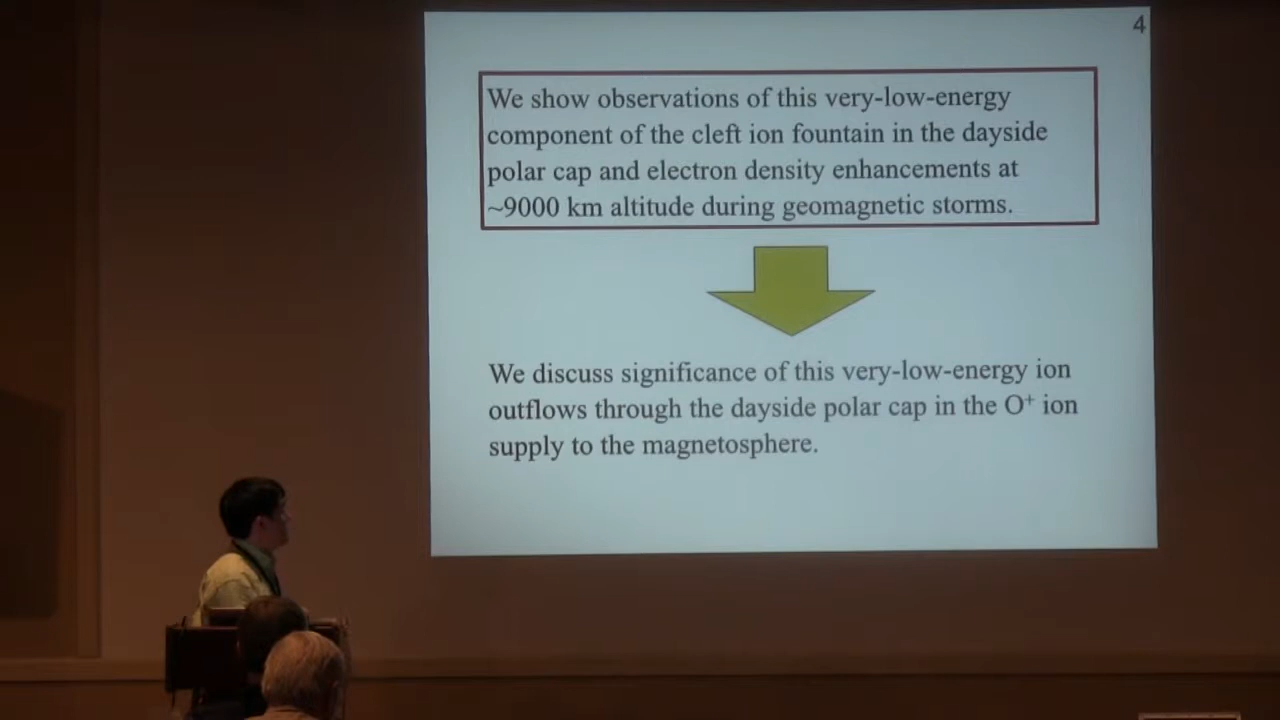 4
We show observations of this very-low-energy
component of the cleft ion fountain in the dayside
polar cap and electron density enhancements at
~9000 km altitude during geomagnetic storms.
We discuss significance of this very-low-energy ion
outflows through the dayside polar cap in the O⁺ ion
supply to the magnetosphere.